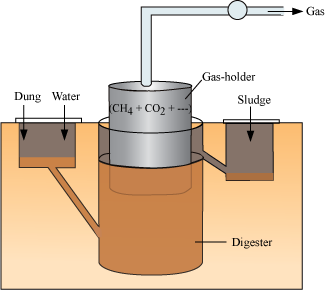 Gas
Gas-holder
Dung Water
(CH4 + CO2 + ---)
Sludge
Digester